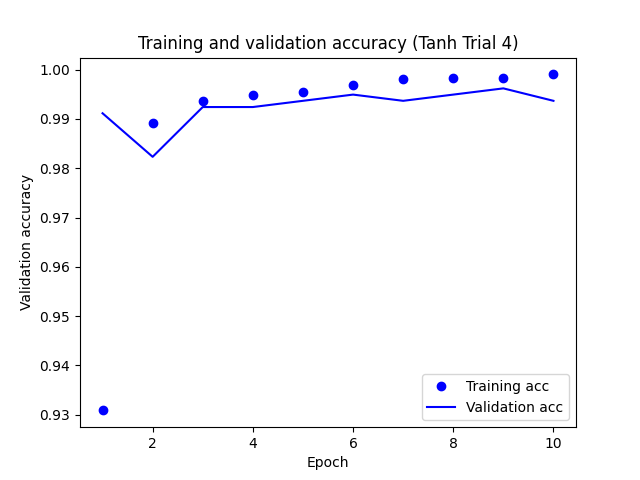 Training and validation accuracy (Tanh Trial 4)
1.00
0.99
0.98
0.97
0.96
0.95
0.94
0.93
Validation accuracy
Training acc
Validation acc
2 4 6 8 10
Epoch